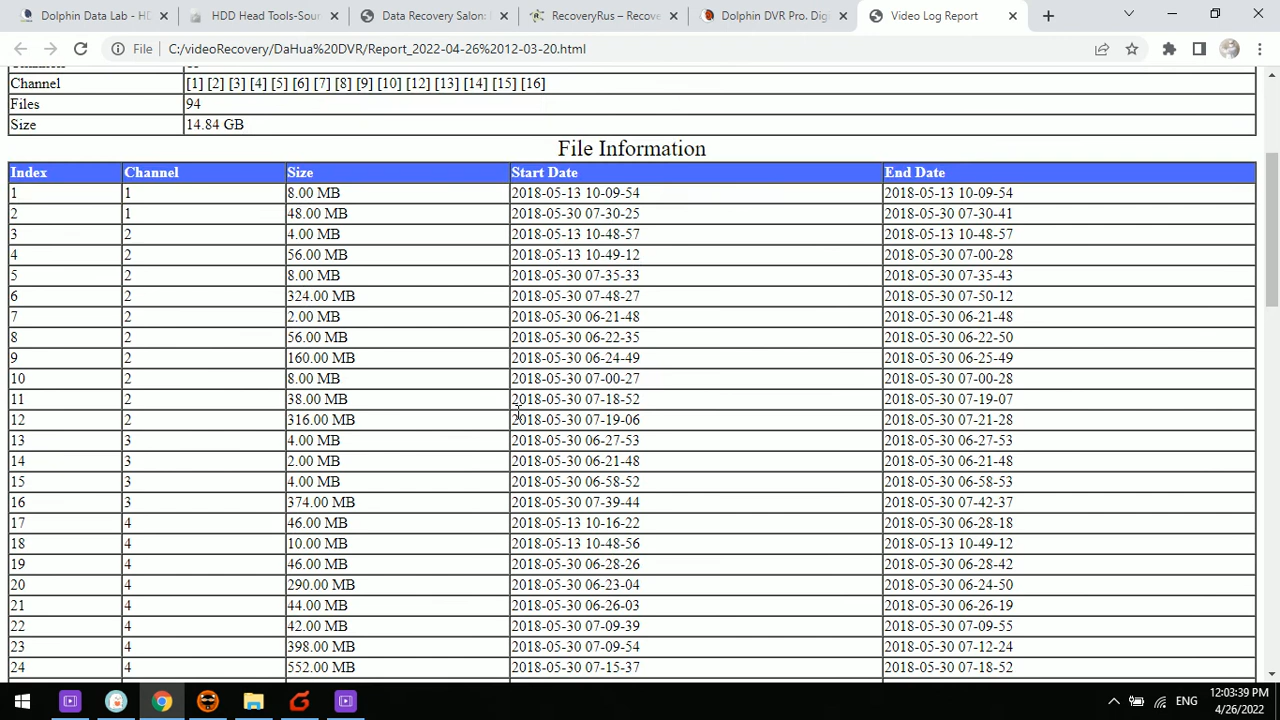 Dolphin Data Lab - HD
HDD Head Tools-Sour
Data Recovery Salon:
RecoveryRus – Recove
Dolphin DVR Pro. Digi
Video Log Report
File C:/videoRecovery/DaHua%20DVR/Report_2022-04-26%2012-03-20.html
Channel [1] [2] [3] [4] [5] [6] [7] [8] [9] [10] [12] [13] [14] [15] [16]
Files 94
Size 14.84 GB
File Information
Index Channel Size Start Date End Date
1 1 8.00 MB 2018-05-13 10-09-54 2018-05-13 10-09-54
2 1 48.00 MB 2018-05-30 07-30-25 2018-05-30 07-30-41
3 2 4.00 MB 2018-05-13 10-48-57 2018-05-13 10-48-57
4 2 56.00 MB 2018-05-13 10-49-12 2018-05-30 07-00-28
5 2 8.00 MB 2018-05-30 07-35-33 2018-05-30 07-35-43
6 2 324.00 MB 2018-05-30 07-48-27 2018-05-30 07-50-12
7 2 2.00 MB 2018-05-30 06-21-48 2018-05-30 06-21-48
8 2 56.00 MB 2018-05-30 06-22-35 2018-05-30 06-22-50
9 2 160.00 MB 2018-05-30 06-24-49 2018-05-30 06-25-49
10 2 8.00 MB 2018-05-30 07-00-27 2018-05-30 07-00-28
11 2 38.00 MB 2018-05-30 07-18-52 2018-05-30 07-19-07
12 2 316.00 MB 2018-05-30 07-19-06 2018-05-30 07-21-28
13 3 4.00 MB 2018-05-30 06-27-53 2018-05-30 06-27-53
14 3 2.00 MB 2018-05-30 06-21-48 2018-05-30 06-21-48
15 3 4.00 MB 2018-05-30 06-58-52 2018-05-30 06-58-53
16 3 374.00 MB 2018-05-30 07-39-44 2018-05-30 07-42-37
17 4 46.00 MB 2018-05-13 10-16-22 2018-05-30 06-28-18
18 4 10.00 MB 2018-05-13 10-48-56 2018-05-13 10-49-12
19 4 46.00 MB 2018-05-30 06-28-26 2018-05-30 06-28-42
20 4 290.00 MB 2018-05-30 06-23-04 2018-05-30 06-24-50
21 4 44.00 MB 2018-05-30 06-26-03 2018-05-30 06-26-19
22 4 42.00 MB 2018-05-30 07-09-39 2018-05-30 07-09-55
23 4 398.00 MB 2018-05-30 07-09-54 2018-05-30 07-12-24
24 4 552.00 MB 2018-05-30 07-15-37 2018-05-30 07-18-52
ENG
12:03:39 PM
4/26/2022